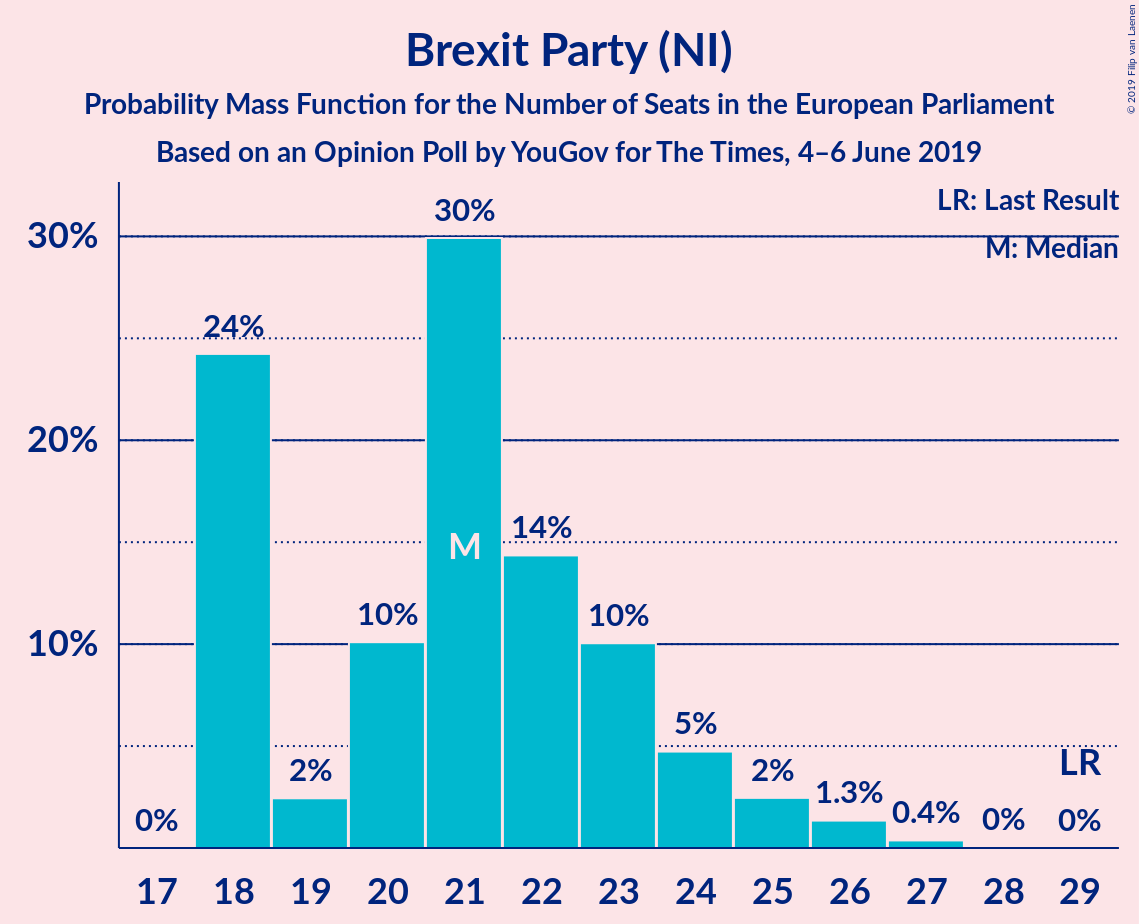 Brexit Party (NI)
Probability Mass Function for the Number of Seats in the European Parliament
Based on an Opinion Poll by YouGov for The Times, 4–6 June 2019
© 2019 Filip van Laenen
LR: Last Result
M: Median
30%
20%
10%
0%
24%
2%
10%
30%
M
14%
10%
5%
2%
1.3%
0.4%
0%
LR
0%
17 18 19 20 21 22 23 24 25 26 27 28 29